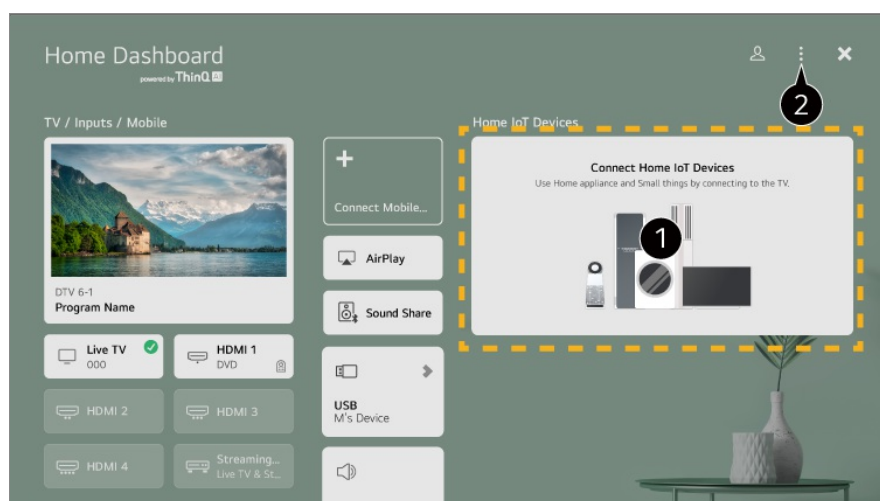 Home Dashboard
powered by ThinQ AI
2
TV / Inputs / Mobile
Home IoT Devices
DTV 6-1
Program Name
Live TV
000
HDMI 1
DVD
HDMI 2
HDMI 3
HDMI 4
Streaming...
Live TV & St...
+
Connect Mobile...
AirPlay
Sound Share
USB
M's Device
Connect Home IoT Devices
Use Home appliance and Small things by connecting to the TV.
1